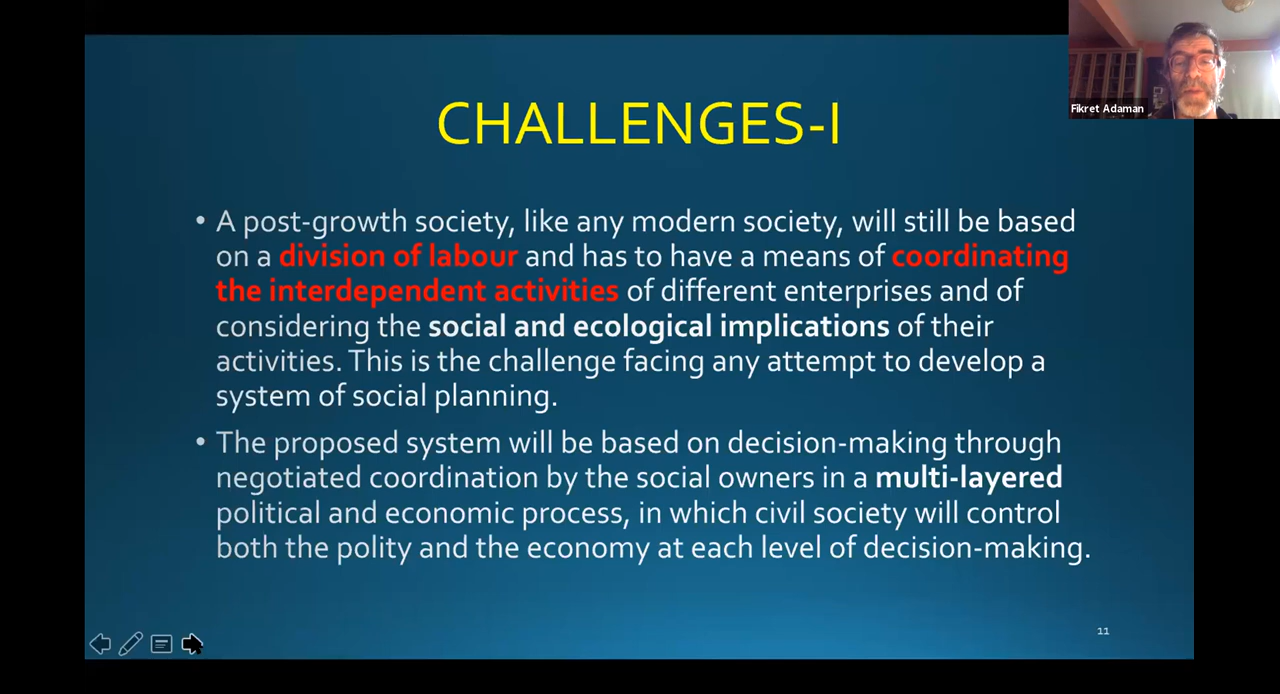 CHALLENGES-I
Fikret Adaman
• A post-growth society, like any modern society, will still be based
on a division of labour and has to have a means of coordinating
the interdependent activities of different enterprises and of
considering the social and ecological implications of their
activities. This is the challenge facing any attempt to develop a
system of social planning.
• The proposed system will be based on decision-making through
negotiated coordination by the social owners in a multi-layered
political and economic process, in which civil society will control
both the polity and the economy at each level of decision-making.
11